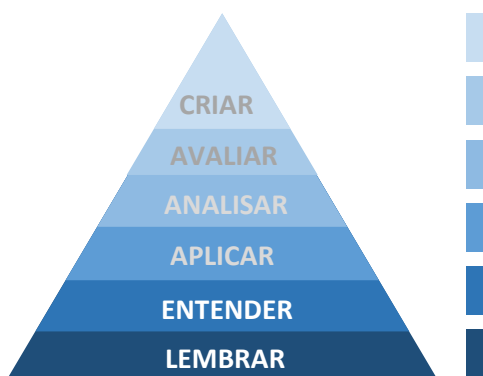 CRIAR
AVALIAR
ANALISAR
APLICAR
ENTENDER
LEMBRAR